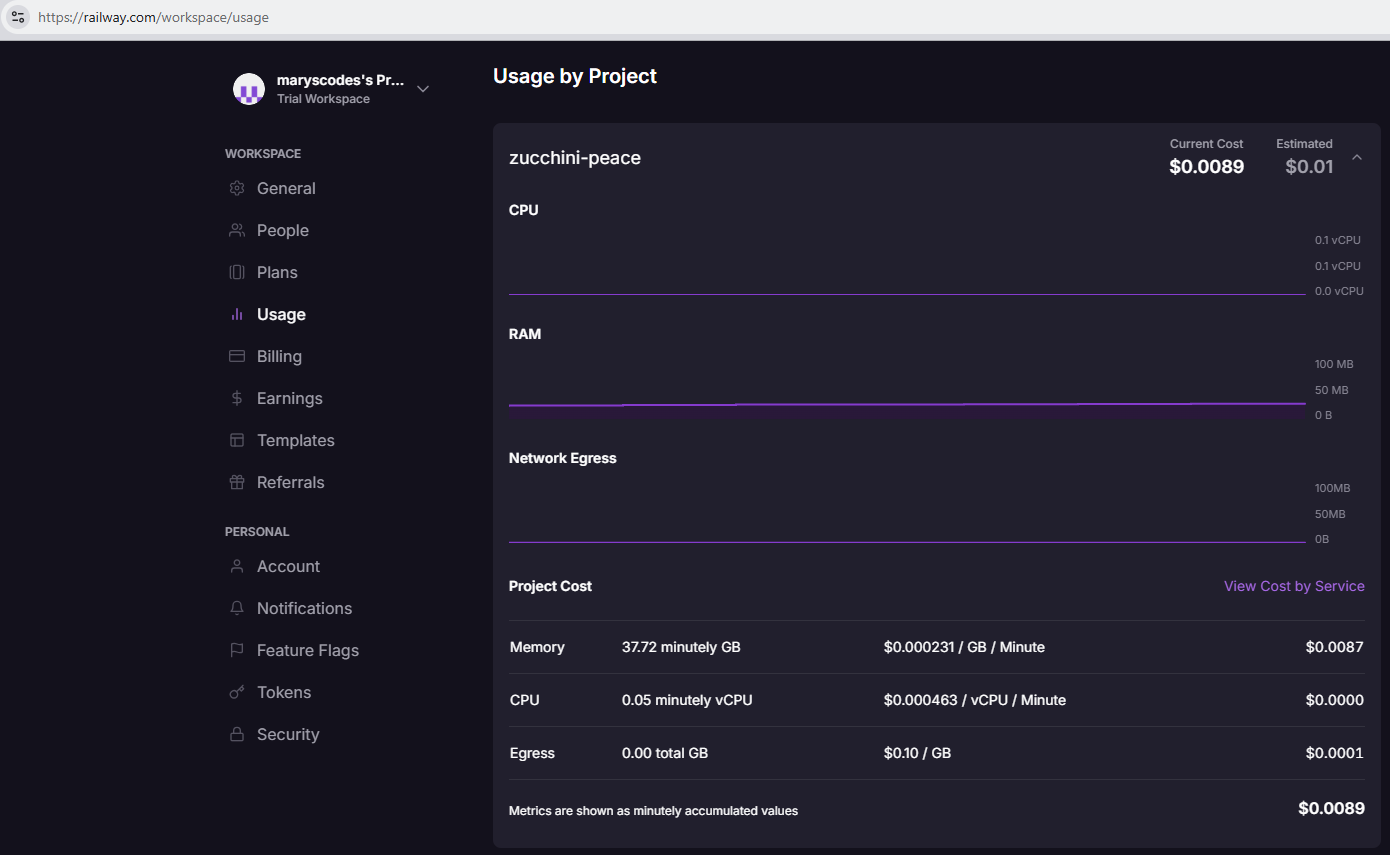 https://railway.com/workspace/usage
maryscodes's Pr...
Trial Workspace
WORKSPACE
General
People
Plans
Usage
Billing
Earnings
Templates
Referrals
PERSONAL
Account
Notifications
Feature Flags
Tokens
Security
Usage by Project
zucchini-peace
Current Cost
$0.0089
Estimated
$0.01
CPU
0.1 vCPU
0.1 vCPU
0.0 vCPU
RAM
100 MB
50 MB
0 B
Network Egress
100MB
50MB
0B
Project Cost View Cost by Service
Memory 37.72 minutely GB $0.000231 / GB / Minute $0.0087
CPU 0.05 minutely vCPU $0.000463 / vCPU / Minute $0.0000
Egress 0.00 total GB $0.10 / GB $0.0001
Metrics are shown as minutely accumulated values $0.0089